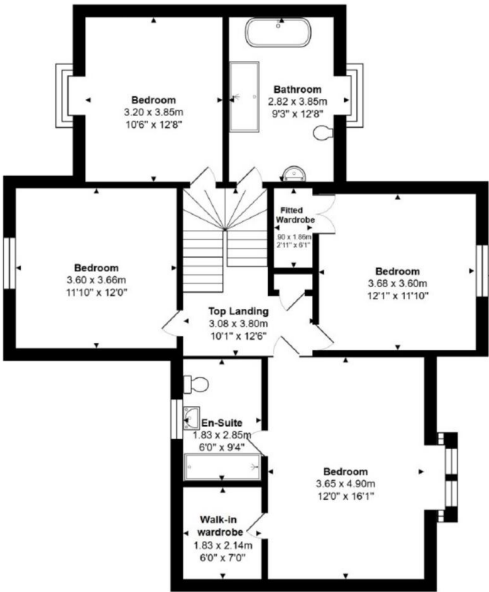 Bedroom
3.20 x 3.85m
10'6" x 12'8"
Bathroom
2.82 x 3.85m
9'3" x 12'8"
Fitted
Wardrobe
.90 x 1.86m
2'11" x 6'1"
Bedroom
3.60 x 3.66m
11'10" x 12'0"
Bedroom
3.68 x 3.60m
12'1" x 11'10"
Top Landing
3.08 x 3.80m
10'1" x 12'6"
En-Suite
1.83 x 2.85m
6'0" x 9'4"
Bedroom
3.65 x 4.90m
12'0" x 16'1"
Walk-in
wardrobe
1.83 x 2.14m
6'0" x 7'0"